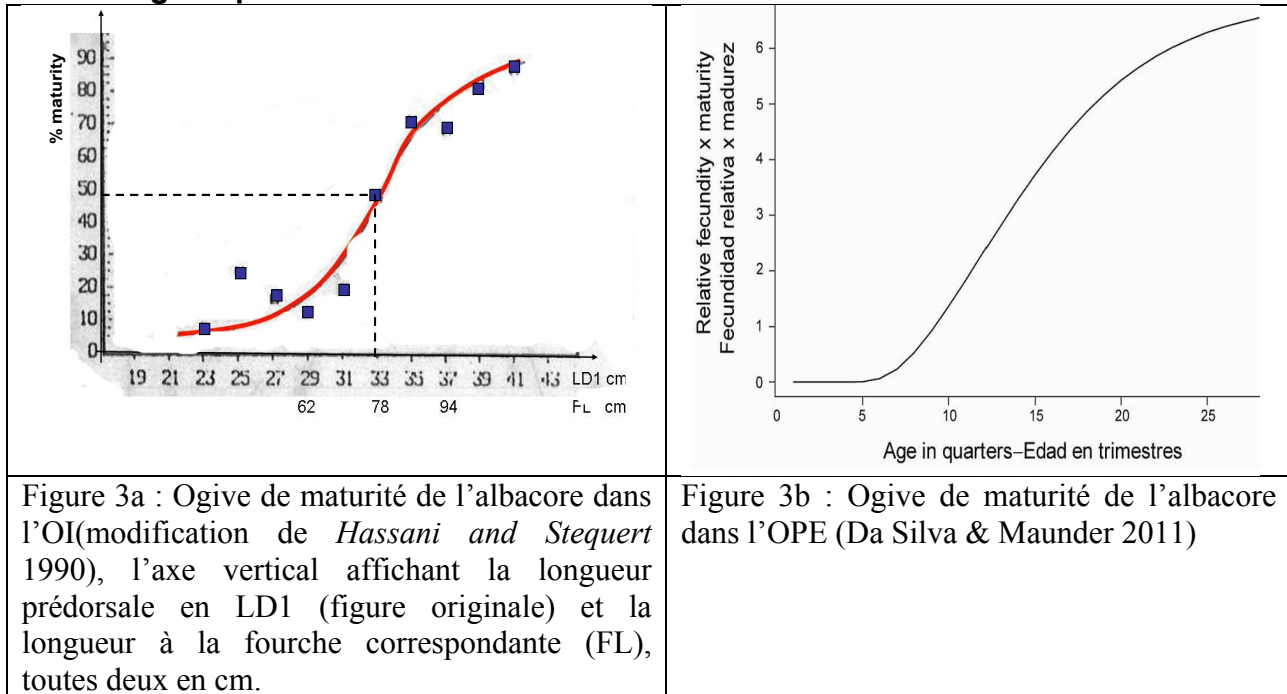 % maturity
90
80
70
60
50
40
30
20
10
0
19 21 23 25 27 29 31 33 35 37 39 41 43 LD1 cm
62 78 94 FL cm
Relative fecundity x maturity
Fecundidad relativa x madurez
6
5
4
3
2
1
0
0 5 10 15 20 25
Age in quarters–Edad en trimestres
Figure 3a : Ogive de maturité de l’albacore dans
l’OI(modification de Hassani and Stequert
1990), l’axe vertical affichant la longueur
prédorsale en LD1 (figure originale) et la
longueur à la fourche correspondante (FL),
toutes deux en cm.
Figure 3b : Ogive de maturité de l’albacore
dans l’OPE (Da Silva & Maunder 2011)